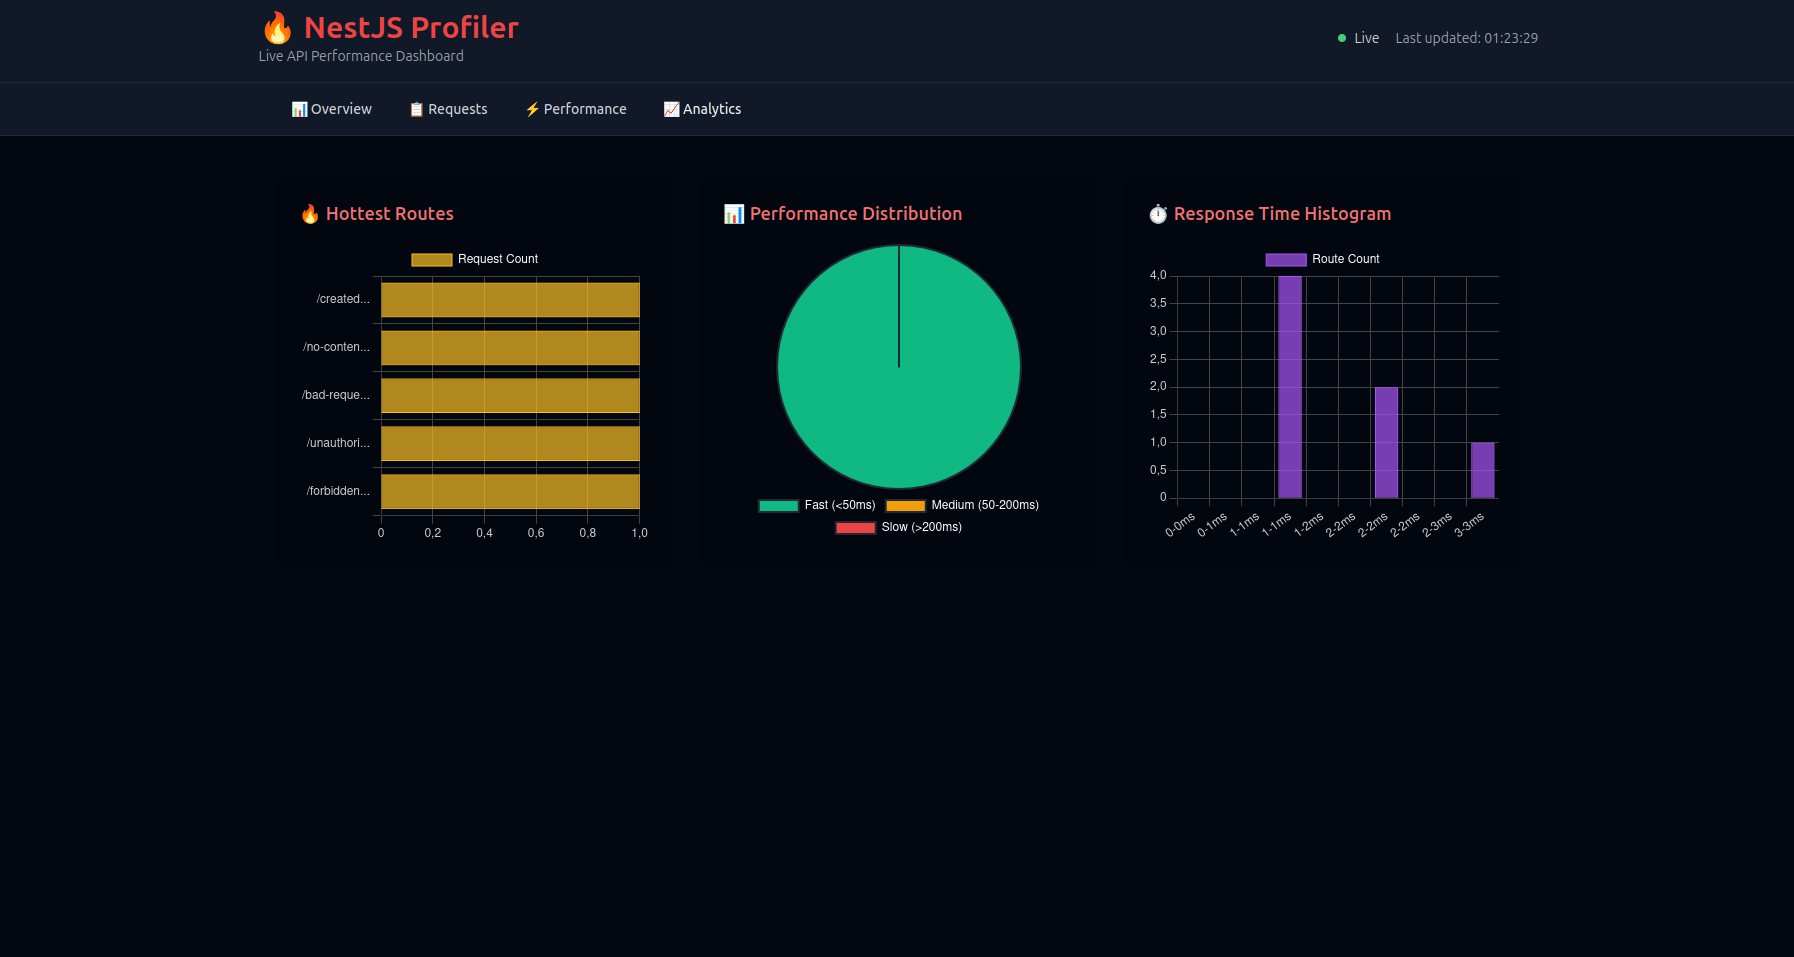 🔥 NestJS Profiler
Live API Performance Dashboard
Live Last updated: 01:23:29
📊 Overview 📋 Requests ⚡ Performance 📈 Analytics
🔥 Hottest Routes
Request Count
/created...
/no-conten...
/bad-reque...
/unauthori...
/forbidden...
0 0,2 0,4 0,6 0,8 1,0
📊 Performance Distribution
Fast (<50ms) Medium (50-200ms)
Slow (>200ms)
⏱️ Response Time Histogram
Route Count
4,0
3,5
3,0
2,5
2,0
1,5
1,0
0,5
0
0-0ms 0-1ms 1-1ms 1-1ms 1-2ms 2-2ms 2-2ms 2-2ms 2-3ms 3-3ms